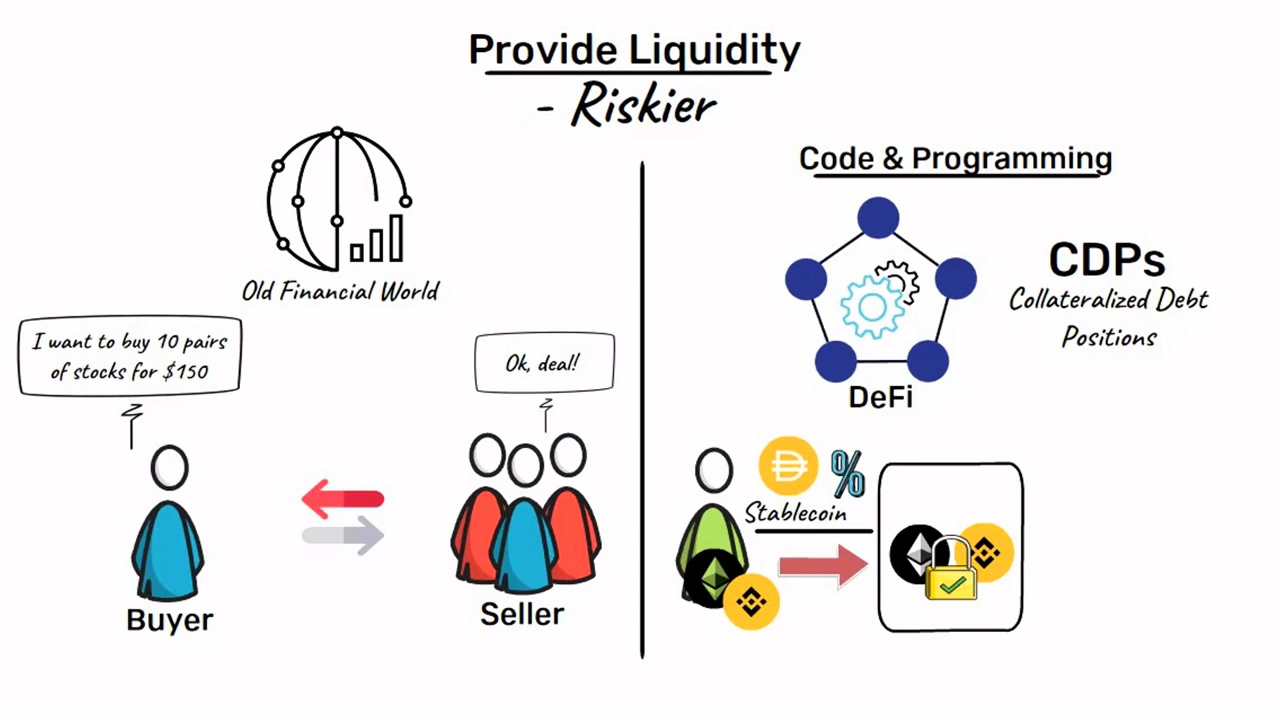 Provide Liquidity
- Riskier
Old Financial World
I want to buy 10 pairs
of stocks for $150
Ok, deal!
Buyer
Seller
Code & Programming
CDPs
Collateralized Debt
Positions
DeFi
%
Stablecoin